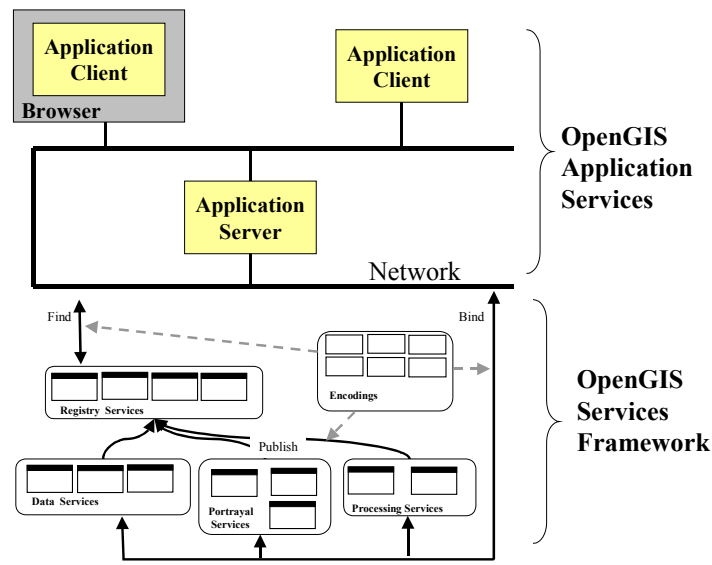 Application
Client
Browser
Application
Client
OpenGIS
Application
Services
Application
Server
Network
Find
Bind
Encodings
Registry Services
OpenGIS
Services
Framework
Publish
Data Services
Portrayal
Services
Processing Services